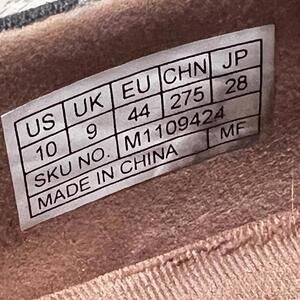 US UK EU CHN JP
10 9 44 275 28
SKU NO. M1109424
MADE IN CHINA MF